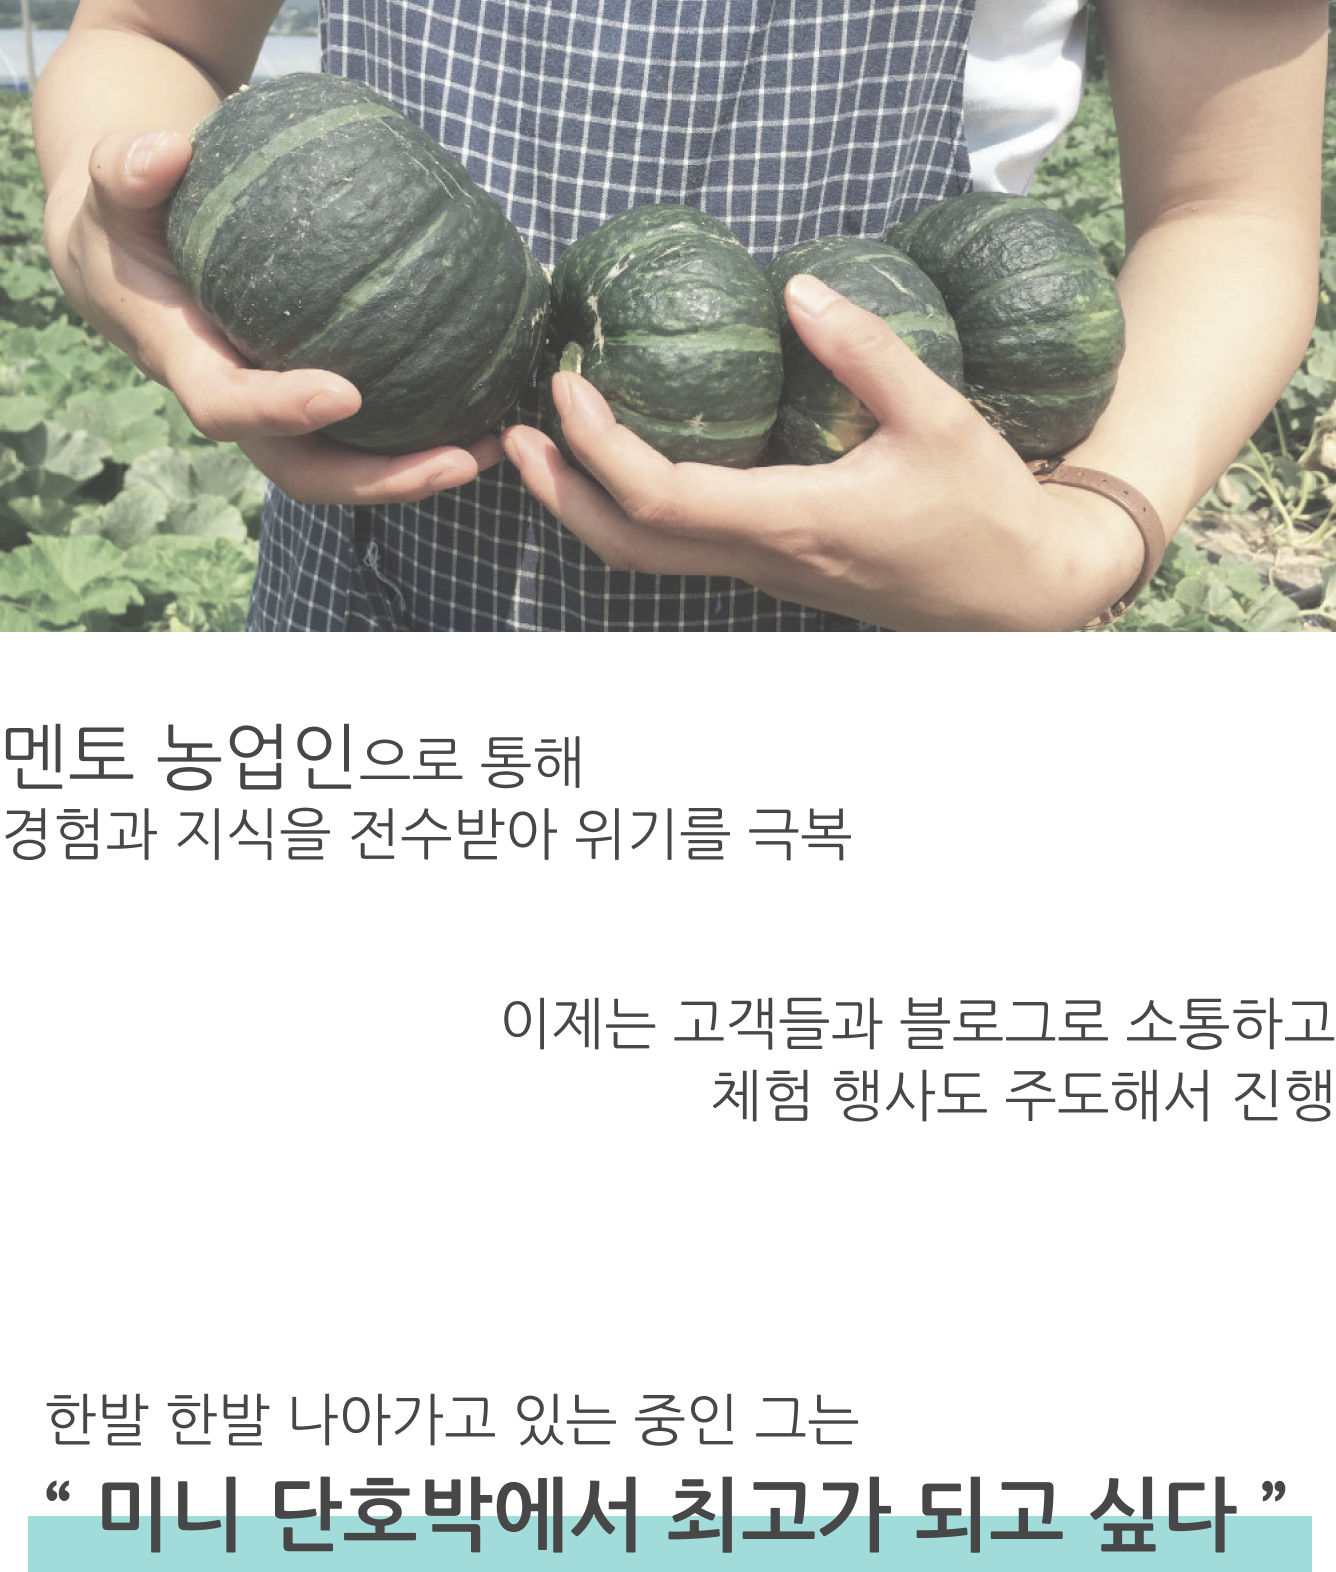 멘토 농업인으로 통해
경험과 지식을 전수받아 위기를 극복
이제는 고객들과 블로그로 소통하고
체험 행사도 주도해서 진행
한발 한발 나아가고 있는 중인 그는
“ 미니 단호박에서 최고가 되고 싶다 ”